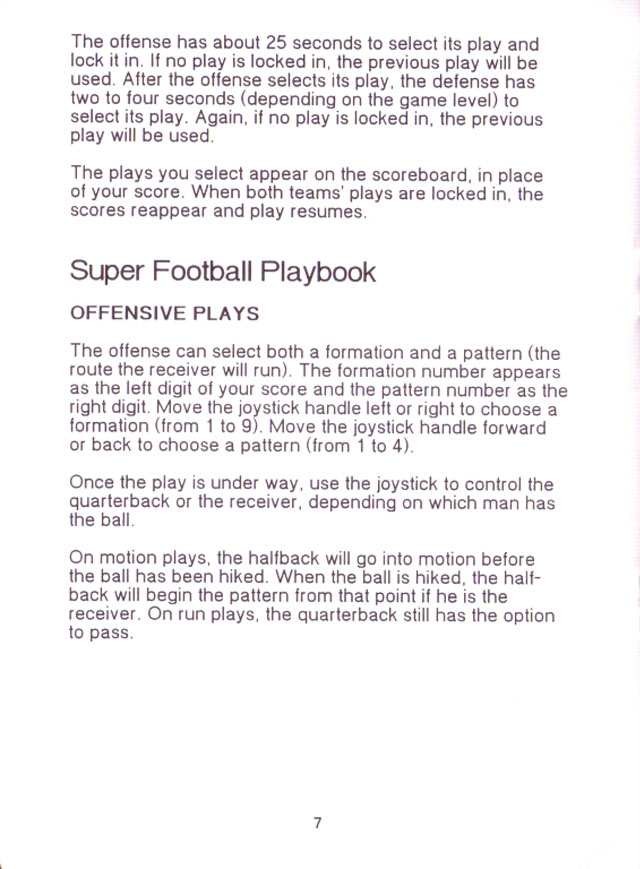 The offense has about 25 seconds to select its play and
lock it in. If no play is locked in, the previous play will be
used. After the offense selects its play, the defense has
two to four seconds (depending on the game level) to
select its play. Again, if no play is locked in, the previous
play will be used.
The plays you select appear on the scoreboard, in place
of your score. When both teams' plays are locked in, the
scores reappear and play resumes.
Super Football Playbook
OFFENSIVE PLAYS
The offense can select both a formation and a pattern (the
route the receiver will run). The formation number appears
as the left digit of your score and the pattern number as the
right digit. Move the joystick handle left or right to choose a
formation (from 1 to 9). Move the joystick handle forward
or back to choose a pattern (from 1 to 4).
Once the play is under way, use the joystick to control the
quarterback or the receiver, depending on which man has
the ball.
On motion plays, the halfback will go into motion before
the ball has been hiked. When the ball is hiked, the half-
back will begin the pattern from that point if he is the
receiver. On run plays, the quarterback still has the option
to pass.
7